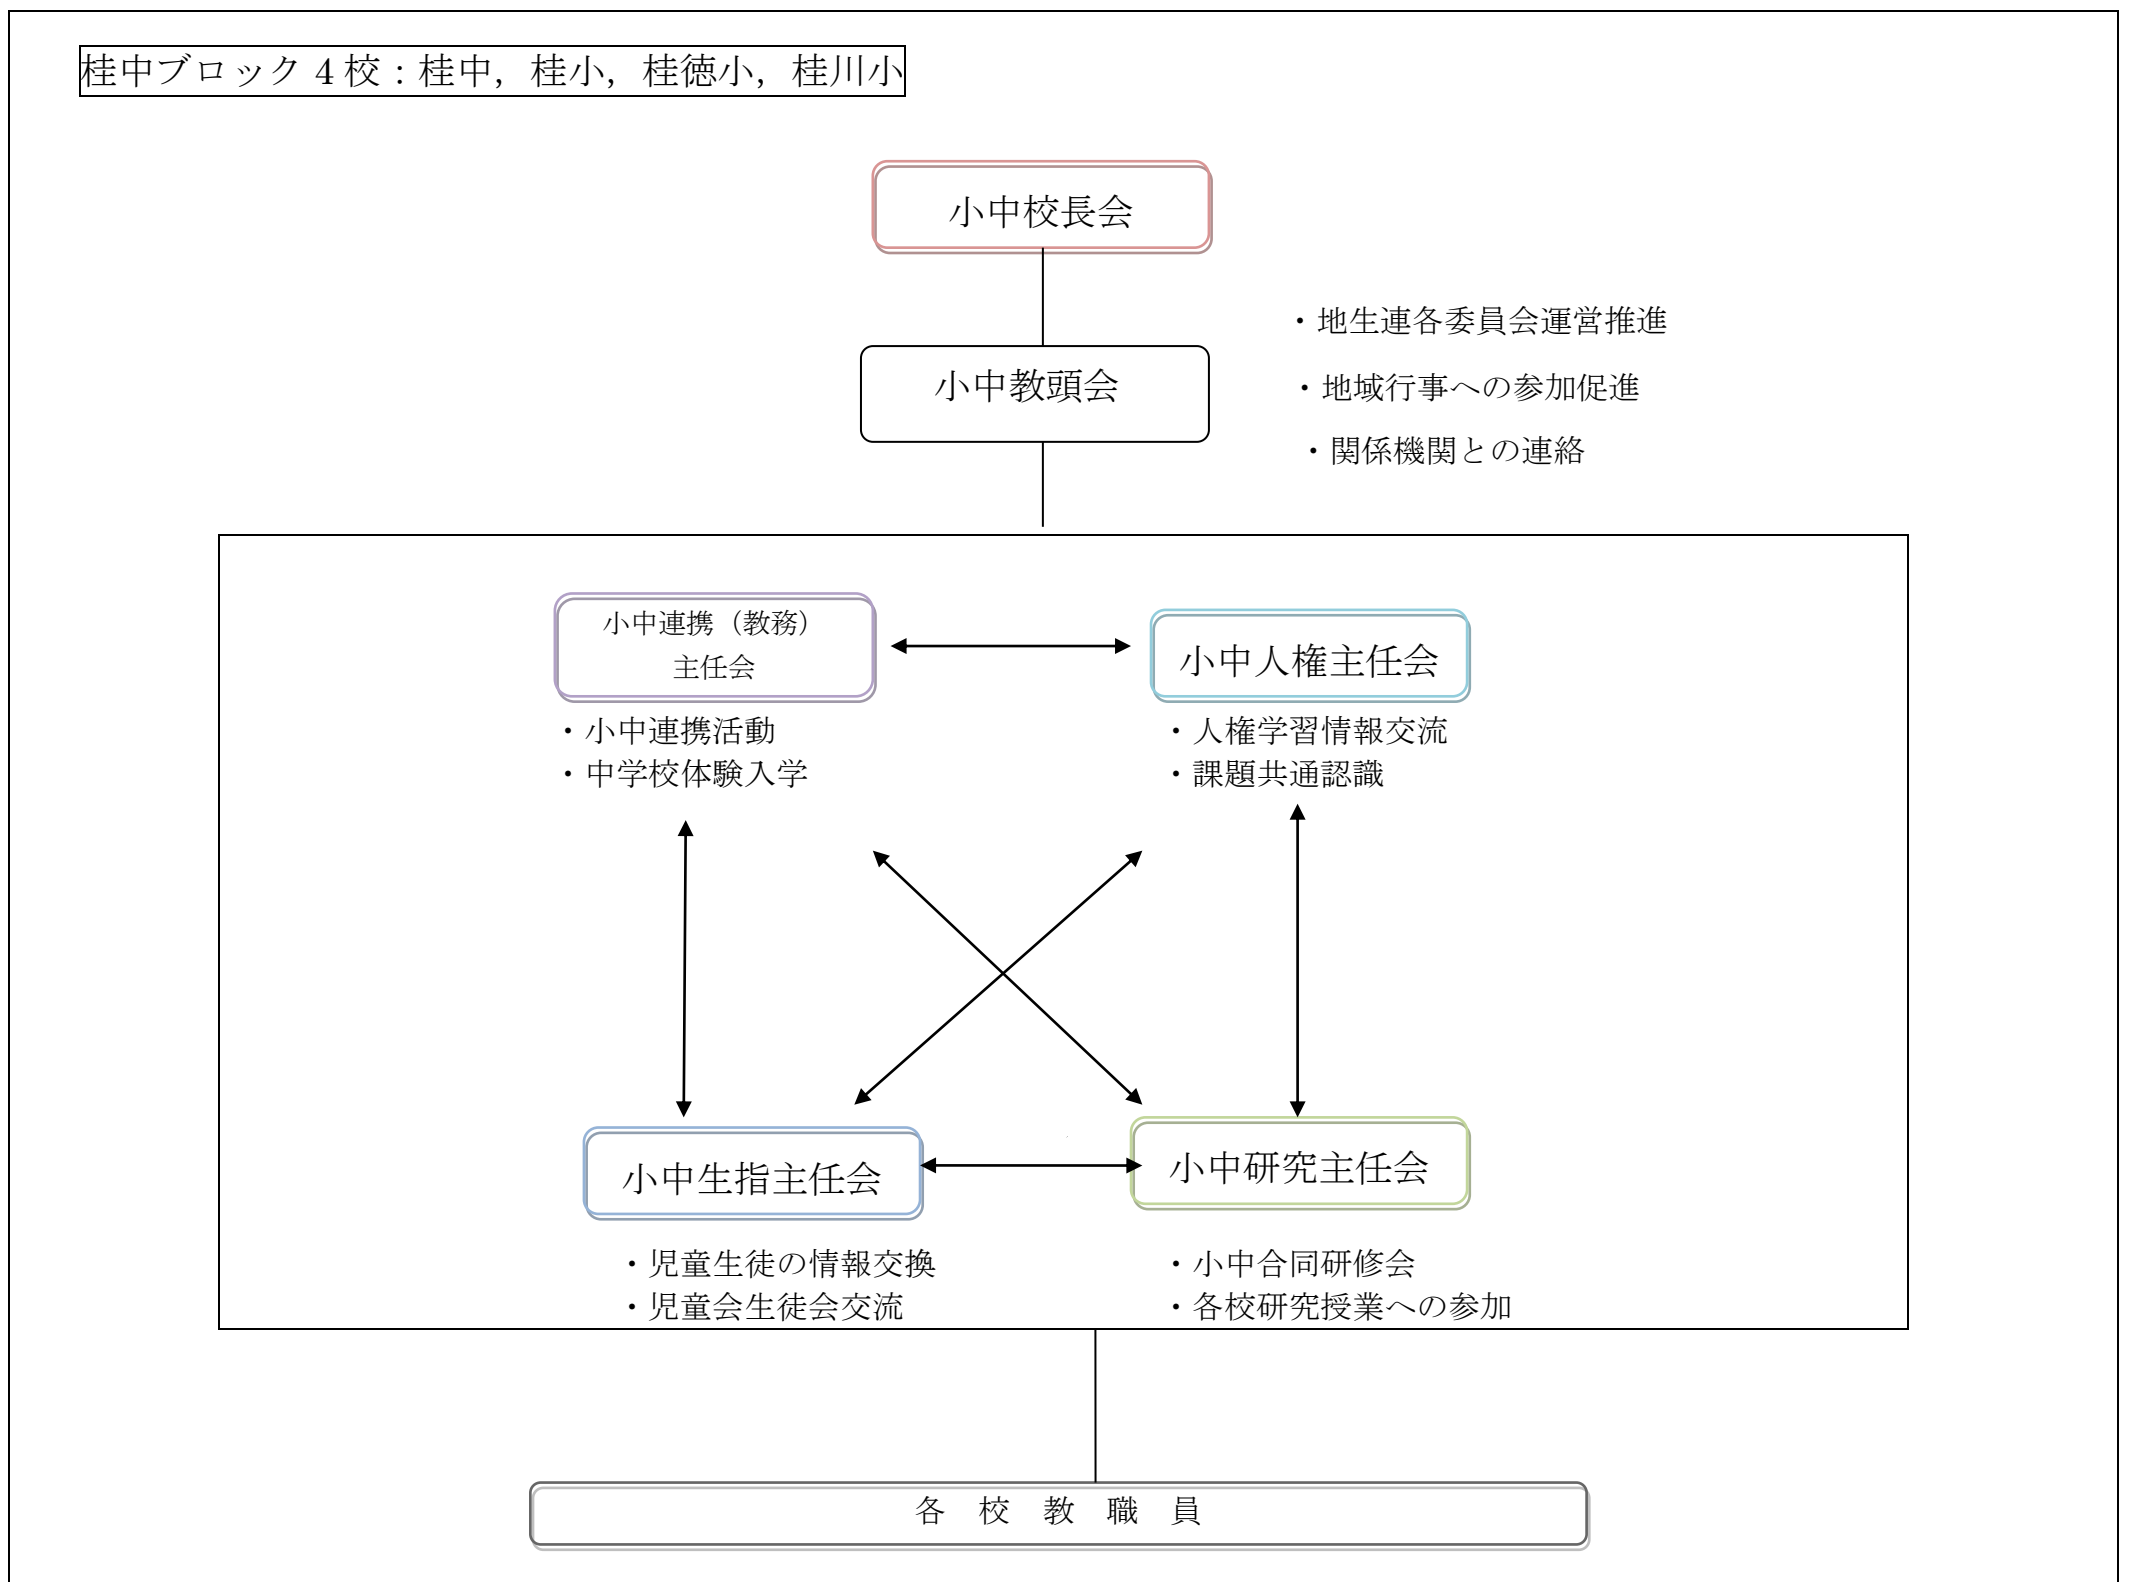 桂中ブロック 4 校：桂中，桂小，桂徳小，桂川小
小中校長会
・地生連各委員会運営推進
小中教頭会
・地域行事への参加促進
・関係機関との連絡
小中連携（教務）
主任会
小中人権主任会
・小中連携活動
・中学校体験入学
・人権学習情報交流
・課題共通認識
小中生指主任会
小中研究主任会
・児童生徒の情報交換
・児童会生徒会交流
・小中合同研修会
・各校研究授業への参加
各　校　教　職　員